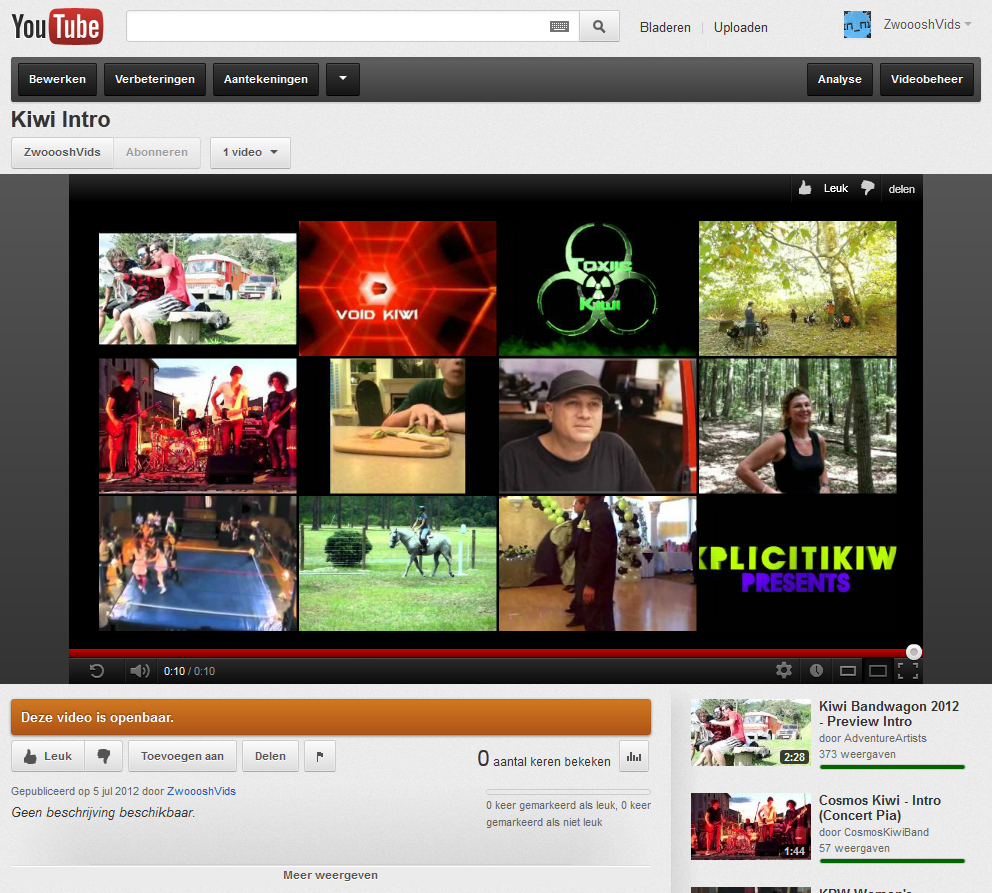 YouTube
Bladeren
Uploaden
ZwoooshVids
Bewerken
Verbeteringen
Aantekeningen
Analyse
Videobeheer
Kiwi Intro
ZwoooshVids
Abonneren
1 video
Leuk
delen
VOID KIWI
Toxiic
Kiwi
XPLICITIKIW
PRESENTS
0:10 / 0:10
Deze video is openbaar.
Leuk
Toevoegen aan
Delen
0 aantal keren bekeken
Gepubliceerd op 5 jul 2012 door ZwoooshVids
Geen beschrijving beschikbaar.
0 keer gemarkeerd als leuk, 0 keer
gemarkeerd als niet leuk
Meer weergeven
2:28
Kiwi Bandwagon 2012
- Preview Intro
door AdventureArtists
373 weergaven
1:44
Cosmos Kiwi - Intro
(Concert Pia)
door CosmosKiwiBand
57 weergaven